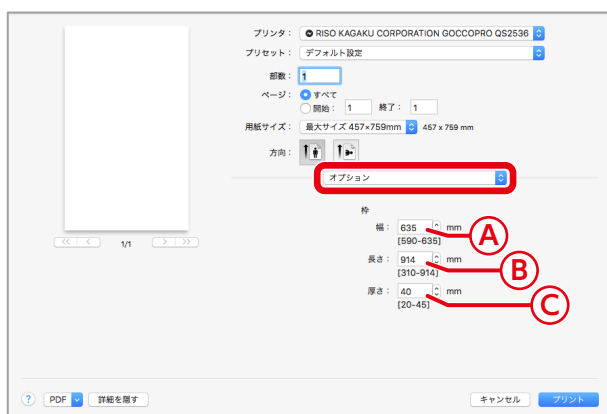 プリンタ： RISO KAGAKU CORPORATION GOCCOPRO QS2536
プリセット： デフォルト設定
部数： 1
ページ： すべて
開始： 1 終了： 1
用紙サイズ： 最大サイズ 457×759mm 457 x 759 mm
方向：
オプション
枠
幅： 635 mm
[590-635]
A
長さ： 914 mm
[310-914]
B
厚さ： 40 mm
[20-45]
C
<< < 1/1 > >>
? PDF 詳細を隠す キャンセル プリント